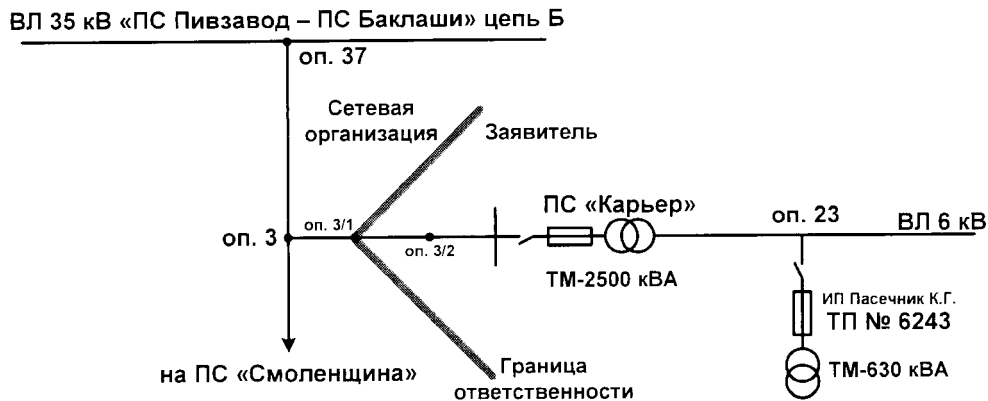 ВЛ 35 кВ «ПС Пивзавод – ПС Баклаши» цепь Б
оп. 37
Сетевая
организация
Заявитель
оп. 3
оп. 3/1
оп. 3/2
ПС «Карьер»
ТМ-2500 кВА
оп. 23
ВЛ 6 кВ
ИП Пасечник К.Г.
ТП № 6243
ТМ-630 кВА
на ПС «Смоленщина»
Граница
ответственности